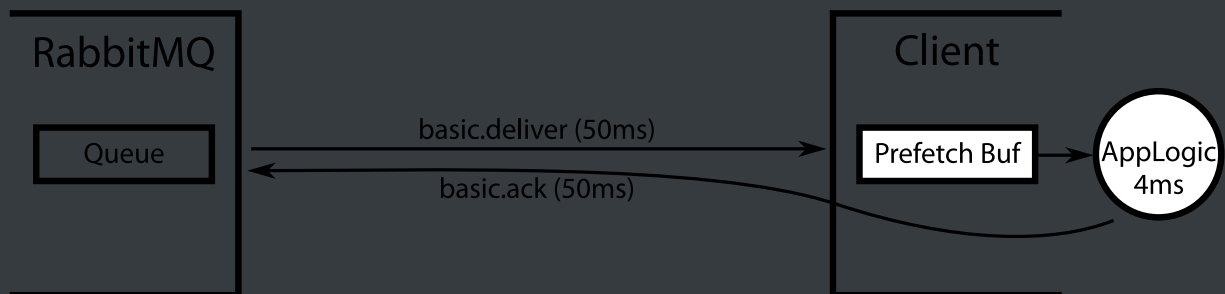 RabbitMQ
Client
Queue
basic.deliver (50ms)
basic.ack (50ms)
Prefetch Buf
AppLogic
4ms